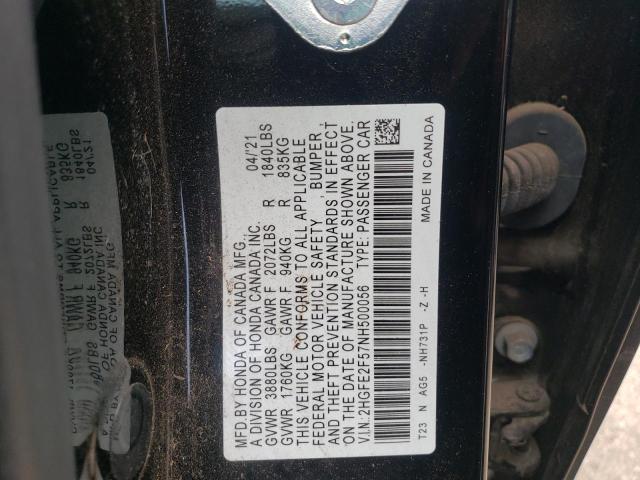 MFD.BY HONDA OF CANADA MFG. 04/'21
A DIVISION OF HONDA CANADA INC.
GVWR 3880LBS GAWR F 2072LBS R 1840LBS
GVWR 1760KG GAWR F 940KG R 835KG
THIS VEHICLE CONFORMS TO ALL APPLICABLE
FEDERAL MOTOR VEHICLE SAFETY, BUMPER,
AND THEFT PREVENTION STANDARDS, IN EFFECT
ON THE DATE OF MANUFACTURE SHOWN ABOVE.
V.I.N.:2HGFE2F57NH500056 TYPE: PASSENGER CAR
T23 N AG5 -NH731P -Z -H MADE IN CANADA